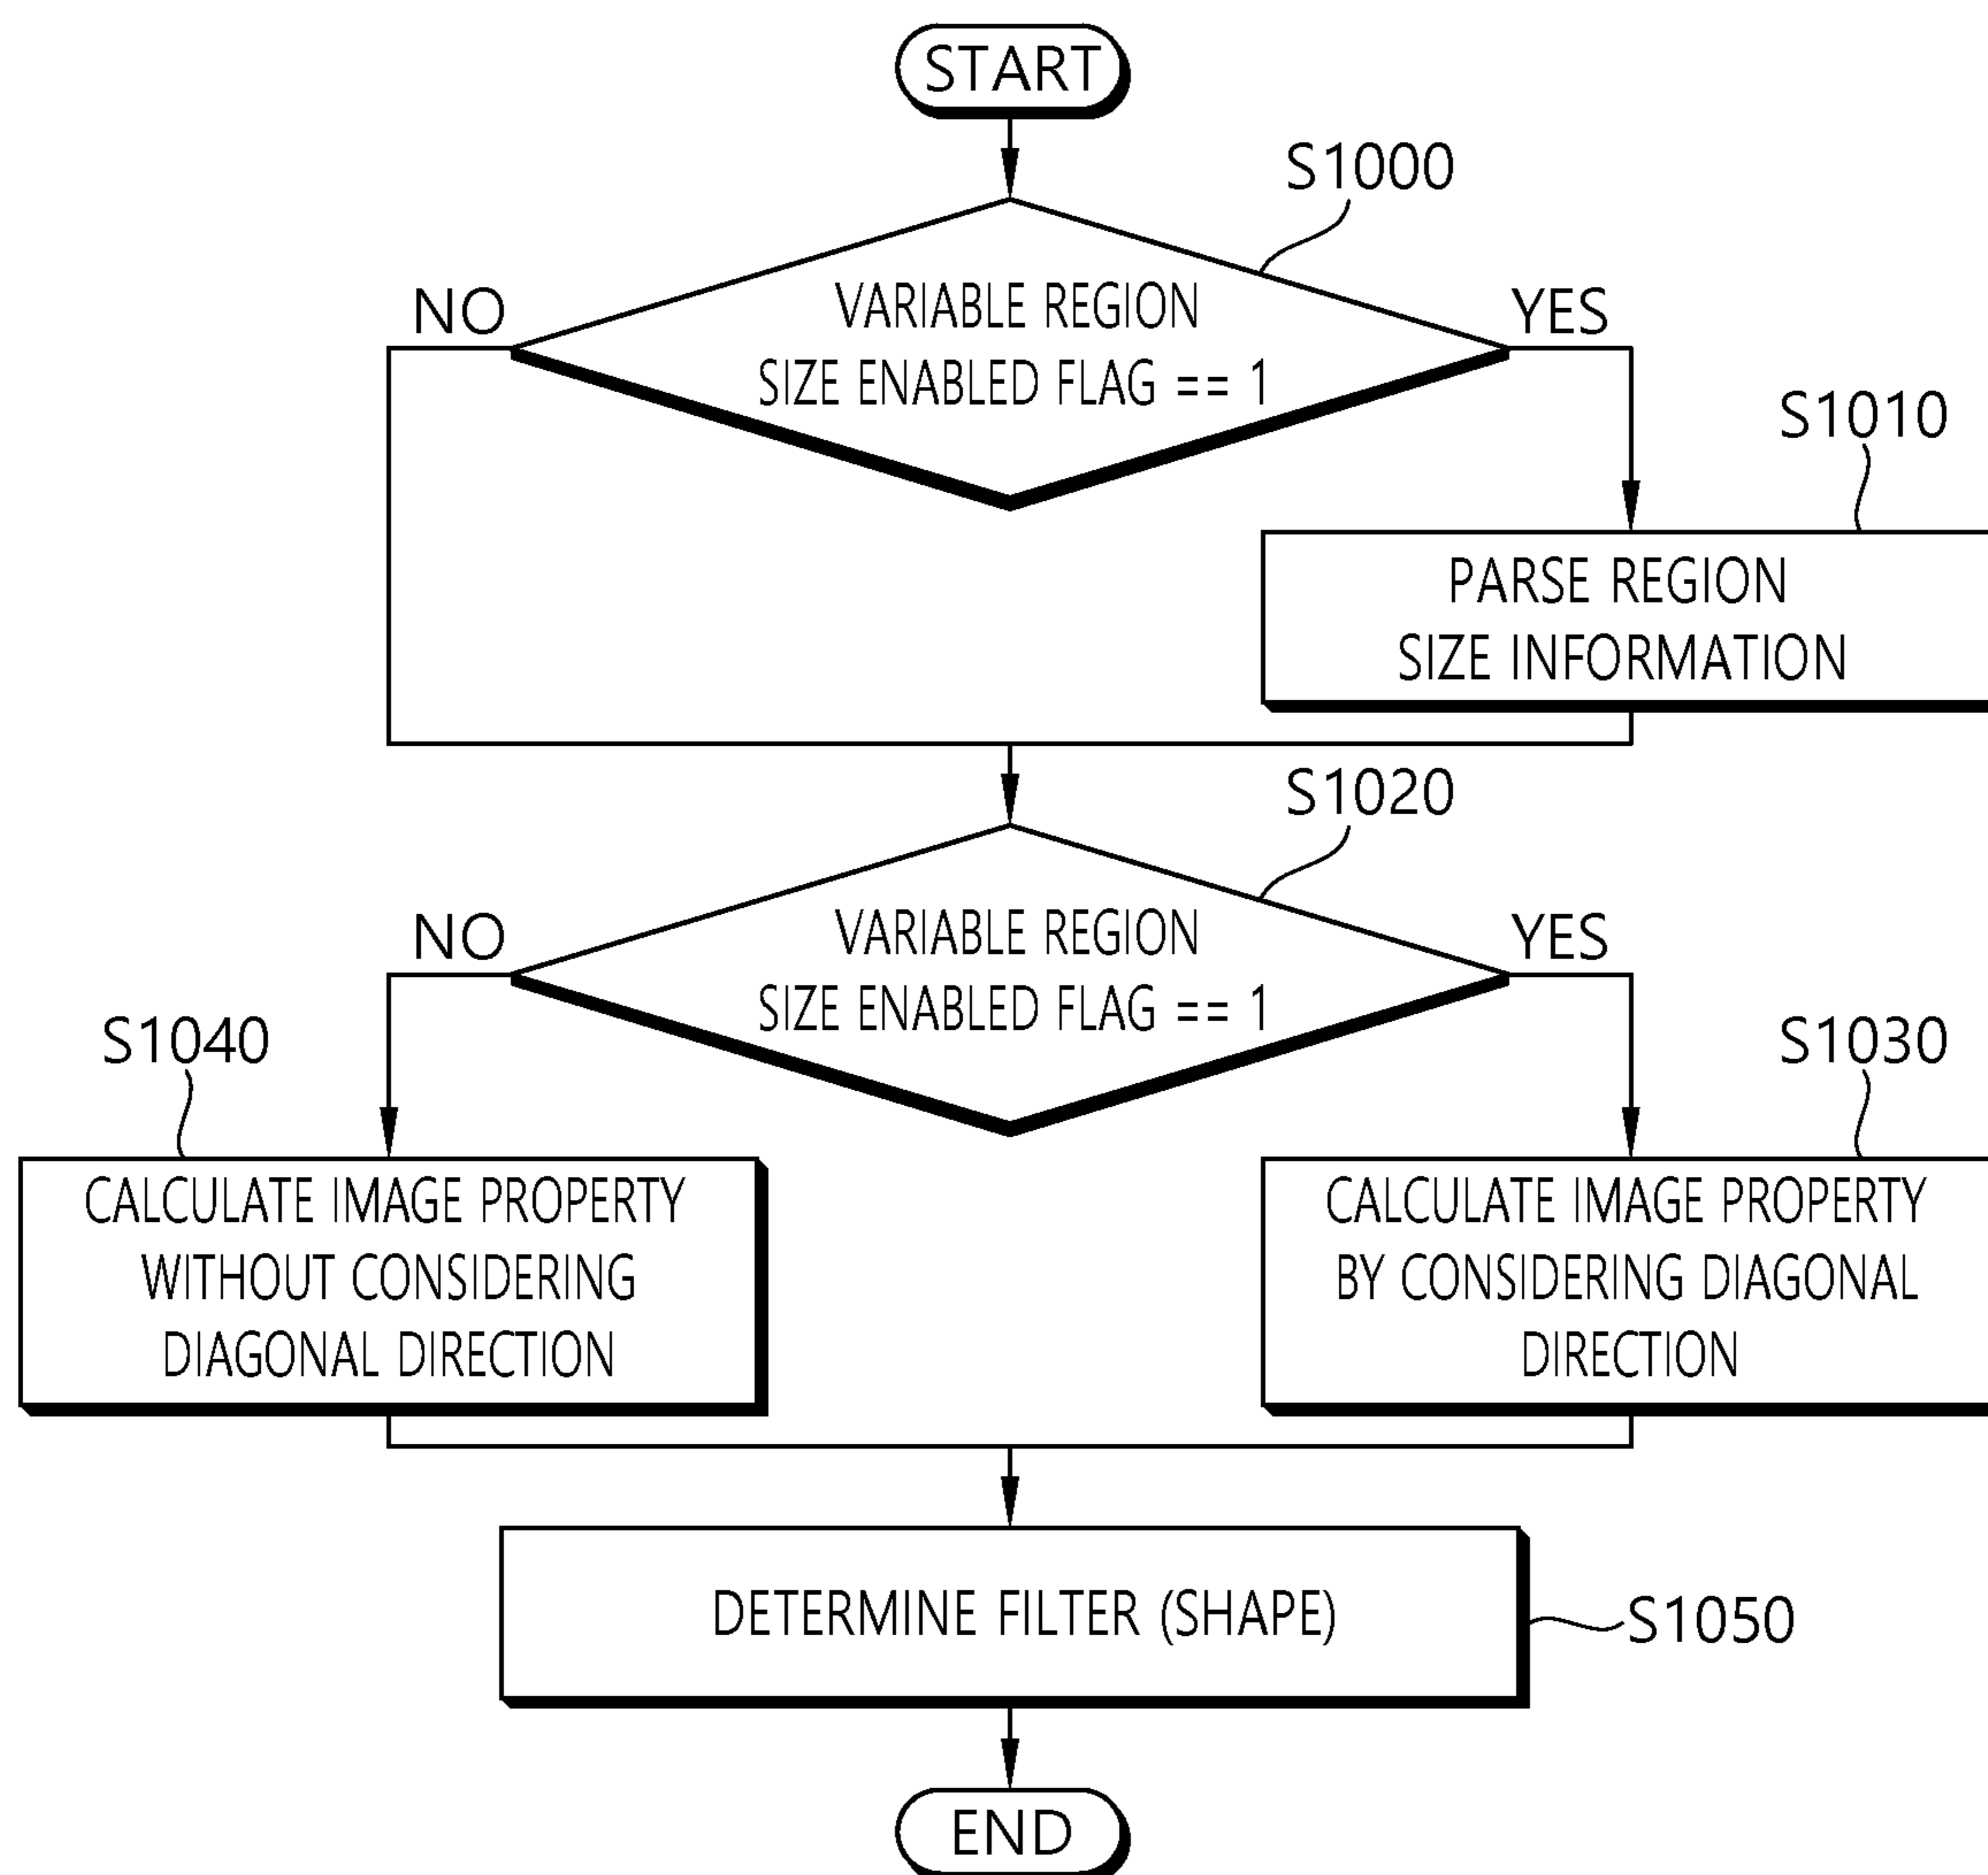 START
S1000
NO
VARIABLE REGION
SIZE ENABLED FLAG == 1
YES
S1010
PARSE REGION
SIZE INFORMATION
S1020
NO
VARIABLE REGION
SIZE ENABLED FLAG == 1
YES
S1040
S1030
CALCULATE IMAGE PROPERTY
WITHOUT CONSIDERING
DIAGONAL DIRECTION
CALCULATE IMAGE PROPERTY
BY CONSIDERING DIAGONAL
DIRECTION
DETERMINE FILTER (SHAPE)
S1050
END